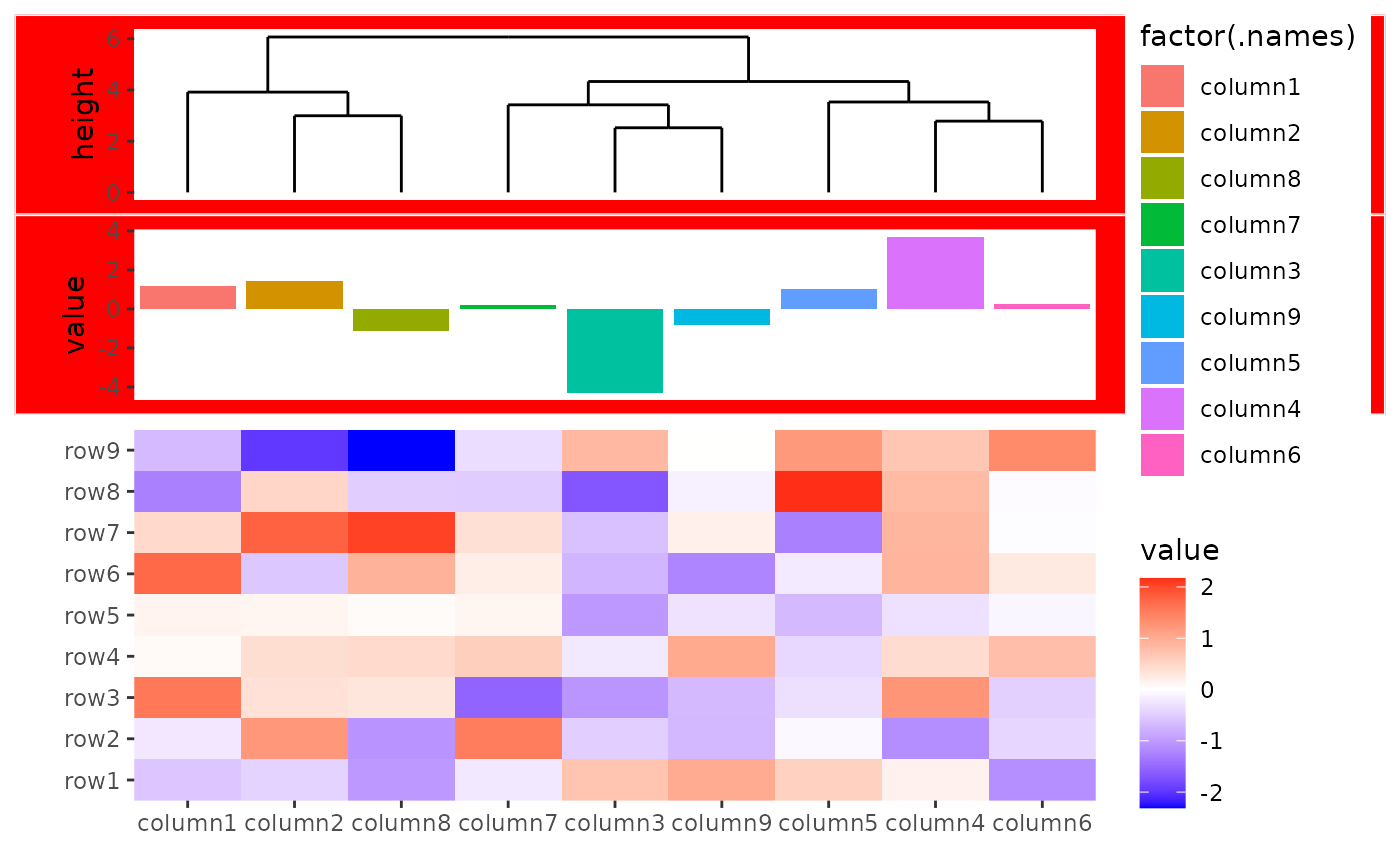 6
4
2
0
height
4
2
0
-2
-4
value
row9
row8
row7
row6
row5
row4
row3
row2
row1
column1 column2 column8 column7 column3 column9 column5 column4 column6
factor(.names)
column1
column2
column8
column7
column3
column9
column5
column4
column6
value
2
1
0
-1
-2